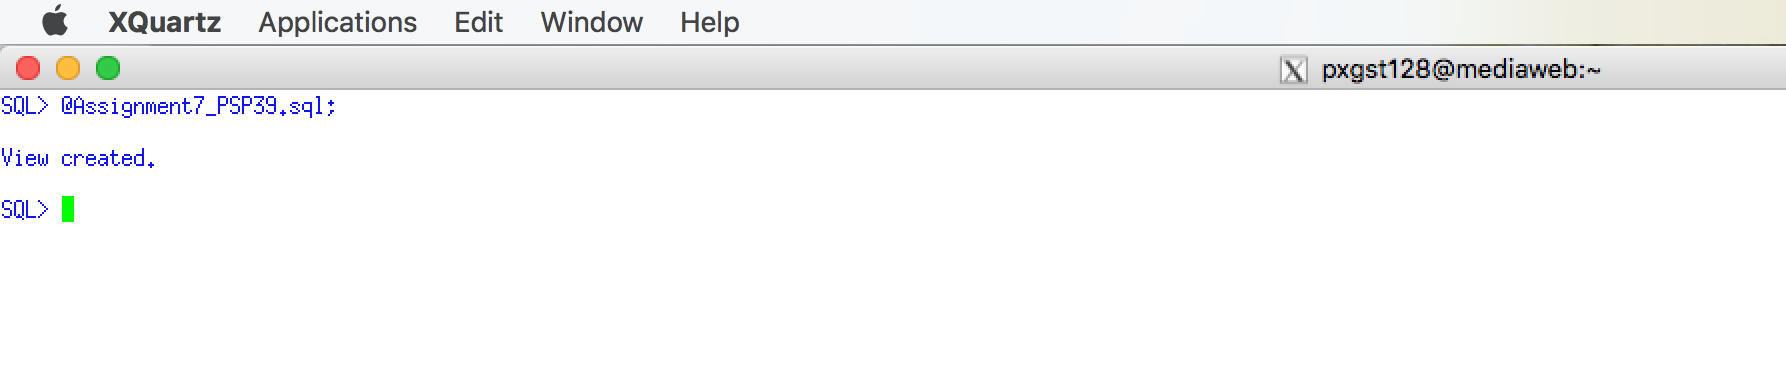 XQuartz Applications Edit Window Help
X pxgst128@mediaweb:~
SQL> @Assignment7_PSP39.sql;
View created.
SQL>